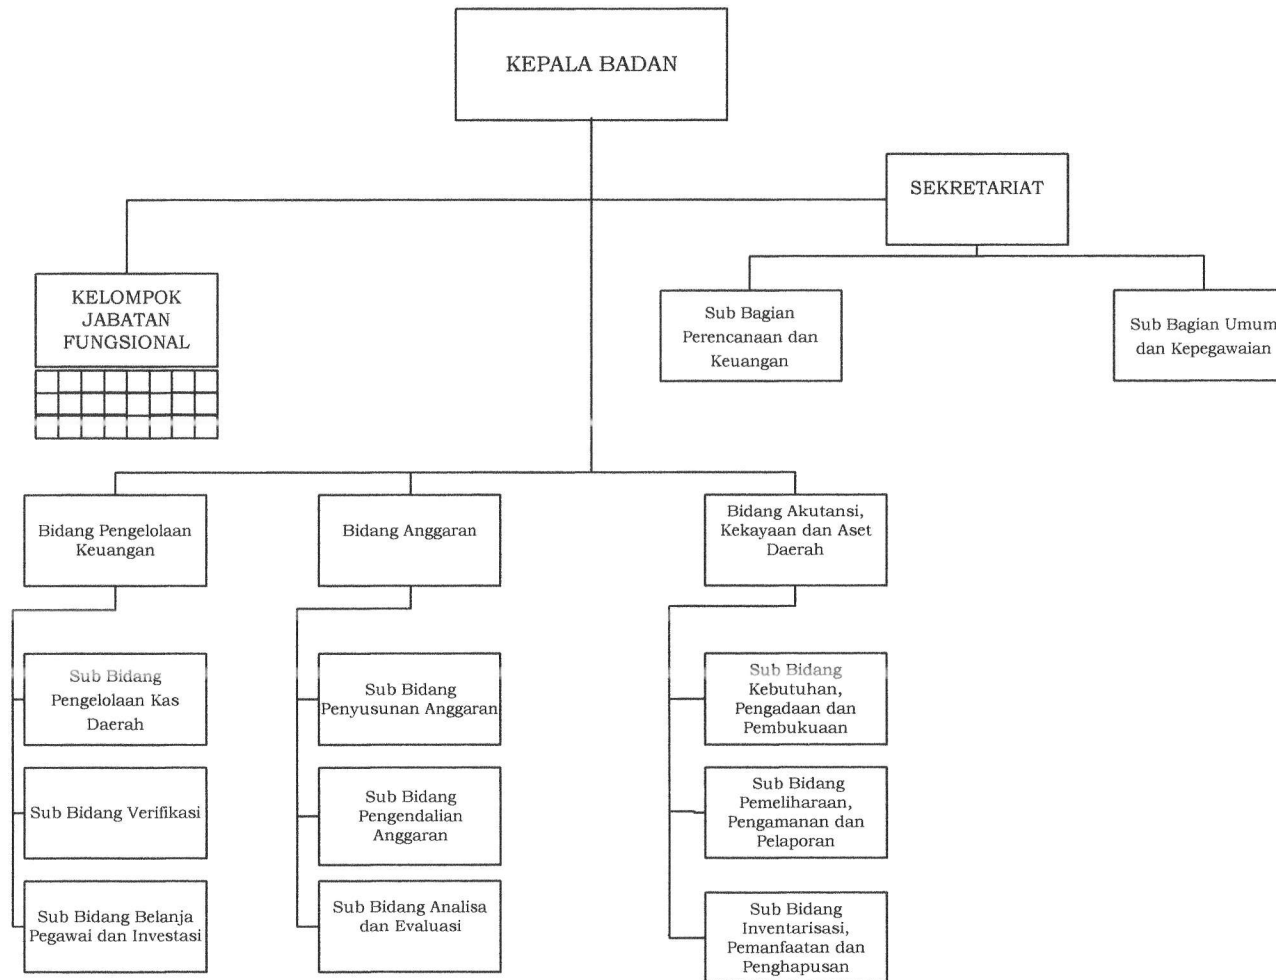 KEPALA BADAN
SEKRETARIAT
KELOMPOK
JABATAN
FUNGSIONAL
Sub Bagian
Perencanaan dan
Keuangan
Sub Bagian Umum
dan Kepegawaian
Bidang Pengelolaan
Keuangan
Bidang Anggaran
Bidang Akutansi,
Kekayaan dan Aset
Daerah
Sub Bidang
Pengelolaan Kas
Daerah
Sub Bidang
Penyusunan Anggaran
Sub Bidang
Kebutuhan,
Pengadaan dan
Pembukuaan
Sub Bidang Verifikasi
Sub Bidang
Pengendalian
Anggaran
Sub Bidang
Pemeliharaan,
Pengamanan dan
Pelaporan
Sub Bidang Belanja
Pegawai dan Investasi
Sub Bidang Analisa
dan Evaluasi
Sub Bidang
Inventarisasi,
Pemanfaatan dan
Penghapusan